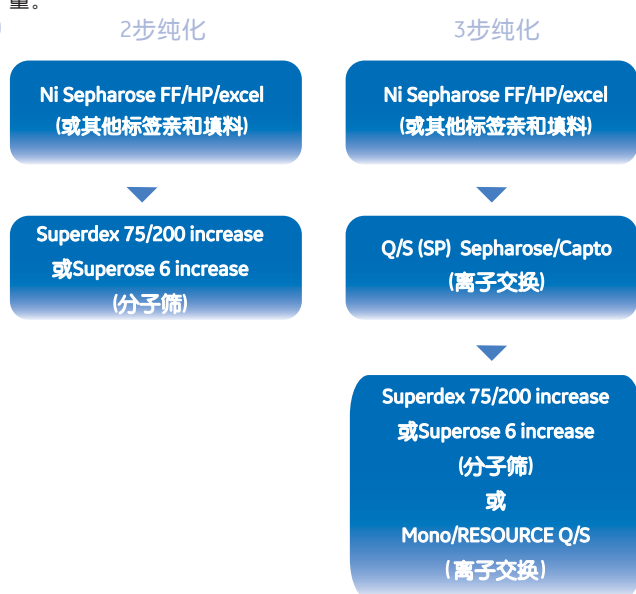 量。
2步纯化
Ni Sepharose FF/HP/excel
(或其他标签亲和填料)
Superdex 75/200 increase
或Superose 6 increase
(分子筛)
3步纯化
Ni Sepharose FF/HP/excel
(或其他标签亲和填料)
Q/S (SP) Sepharose/Capto
(离子交换)
Superdex 75/200 increase
或Superose 6 increase
(分子筛)
或
Mono/RESOURCE Q/S
(离子交换)